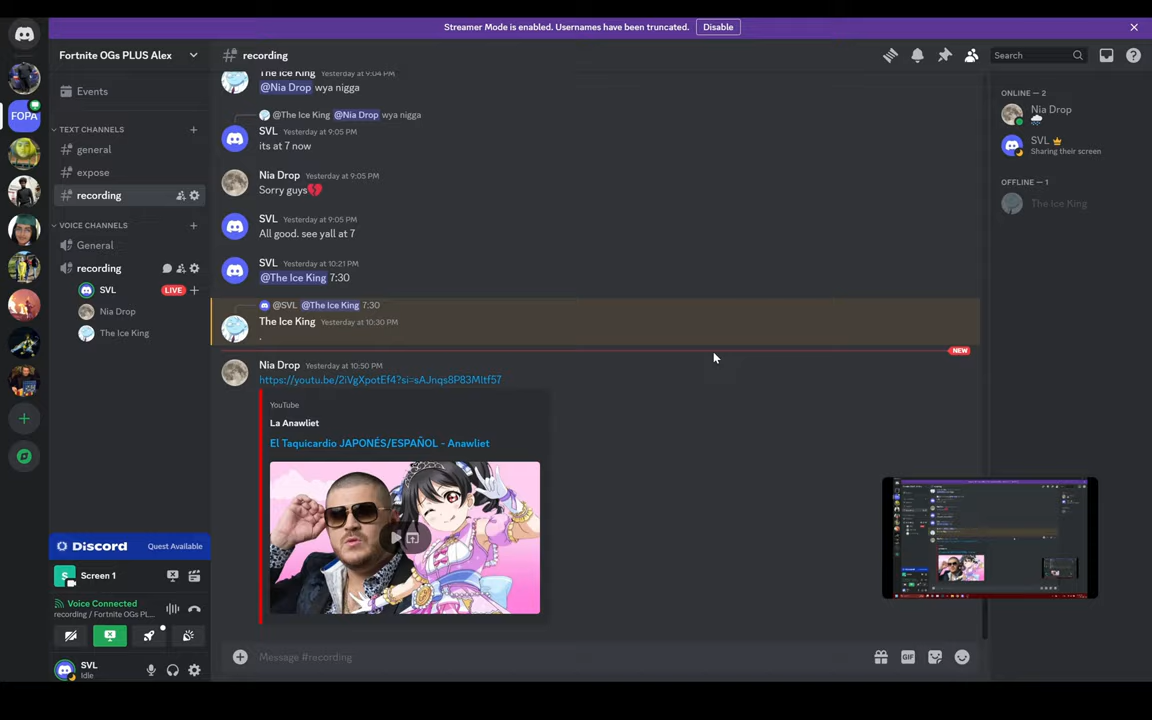 Streamer Mode is enabled. Usernames have been truncated.
Disable
Fortnite OGs PLUS Alex
recording
Search
Events
TEXT CHANNELS
general
expose
recording
VOICE CHANNELS
General
recording
SVL
LIVE
Nia Drop
The Ice King
FOPA
The Ice King Yesterday at 9:04 PM
@Nia Drop wya nigga
@The Ice King @Nia Drop wya nigga
SVL Yesterday at 9:05 PM
its at 7 now
Nia Drop Yesterday at 9:05 PM
Sorry guys💔
SVL Yesterday at 9:05 PM
All good. see yall at 7
SVL Yesterday at 10:21 PM
@The Ice King 7:30
@SVL @The Ice King 7:30
The Ice King Yesterday at 10:30 PM
.
NEW
Nia Drop Yesterday at 10:50 PM
https://youtu.be/2iVgXpotEf4?si=sAJnqs8P83MItf57
YouTube
La Anawliet
El Taquicardio JAPONÉS/ESPAÑOL - Anawliet
Message #recording
GIF
ONLINE — 2
Nia Drop
SVL
Sharing their screen
OFFLINE — 1
The Ice King
Discord
Quest Available
S
Screen 1
Voice Connected
recording / Fortnite OGs PL...
SVL
Idle